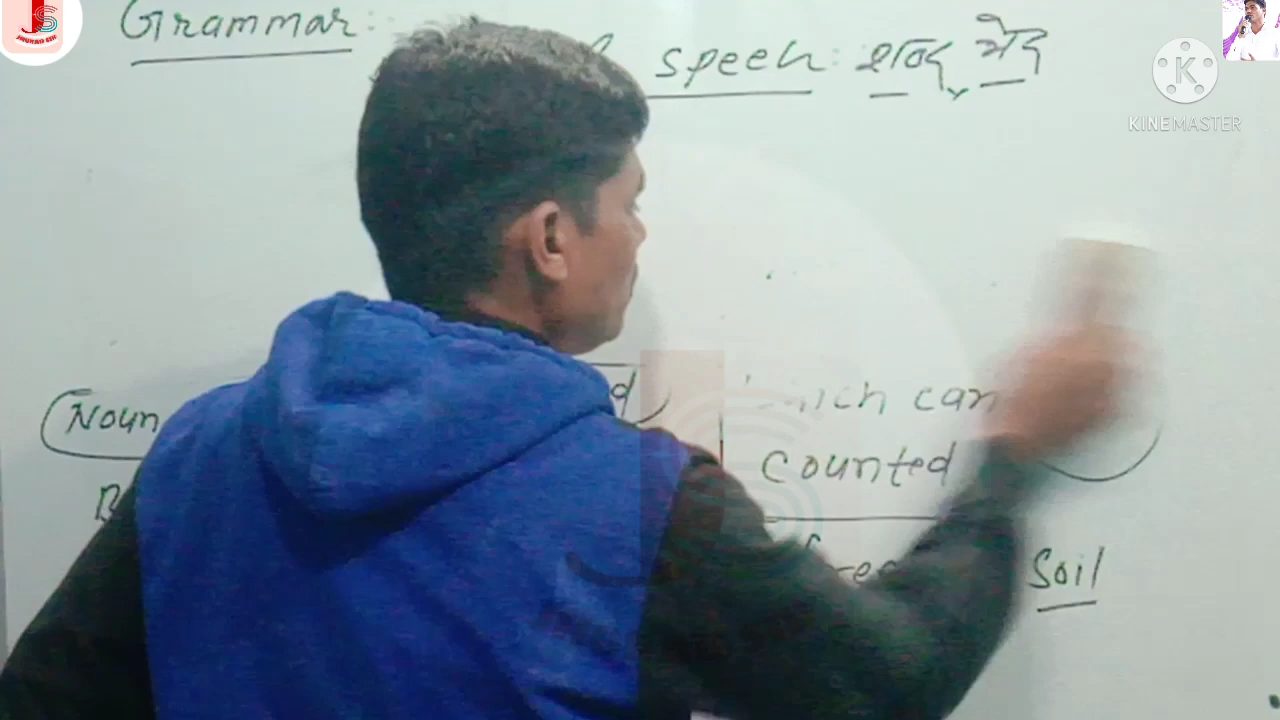 Grammar:
speech: शब्द भेद
KINEMASTER
Noun
which can
counted
Soil